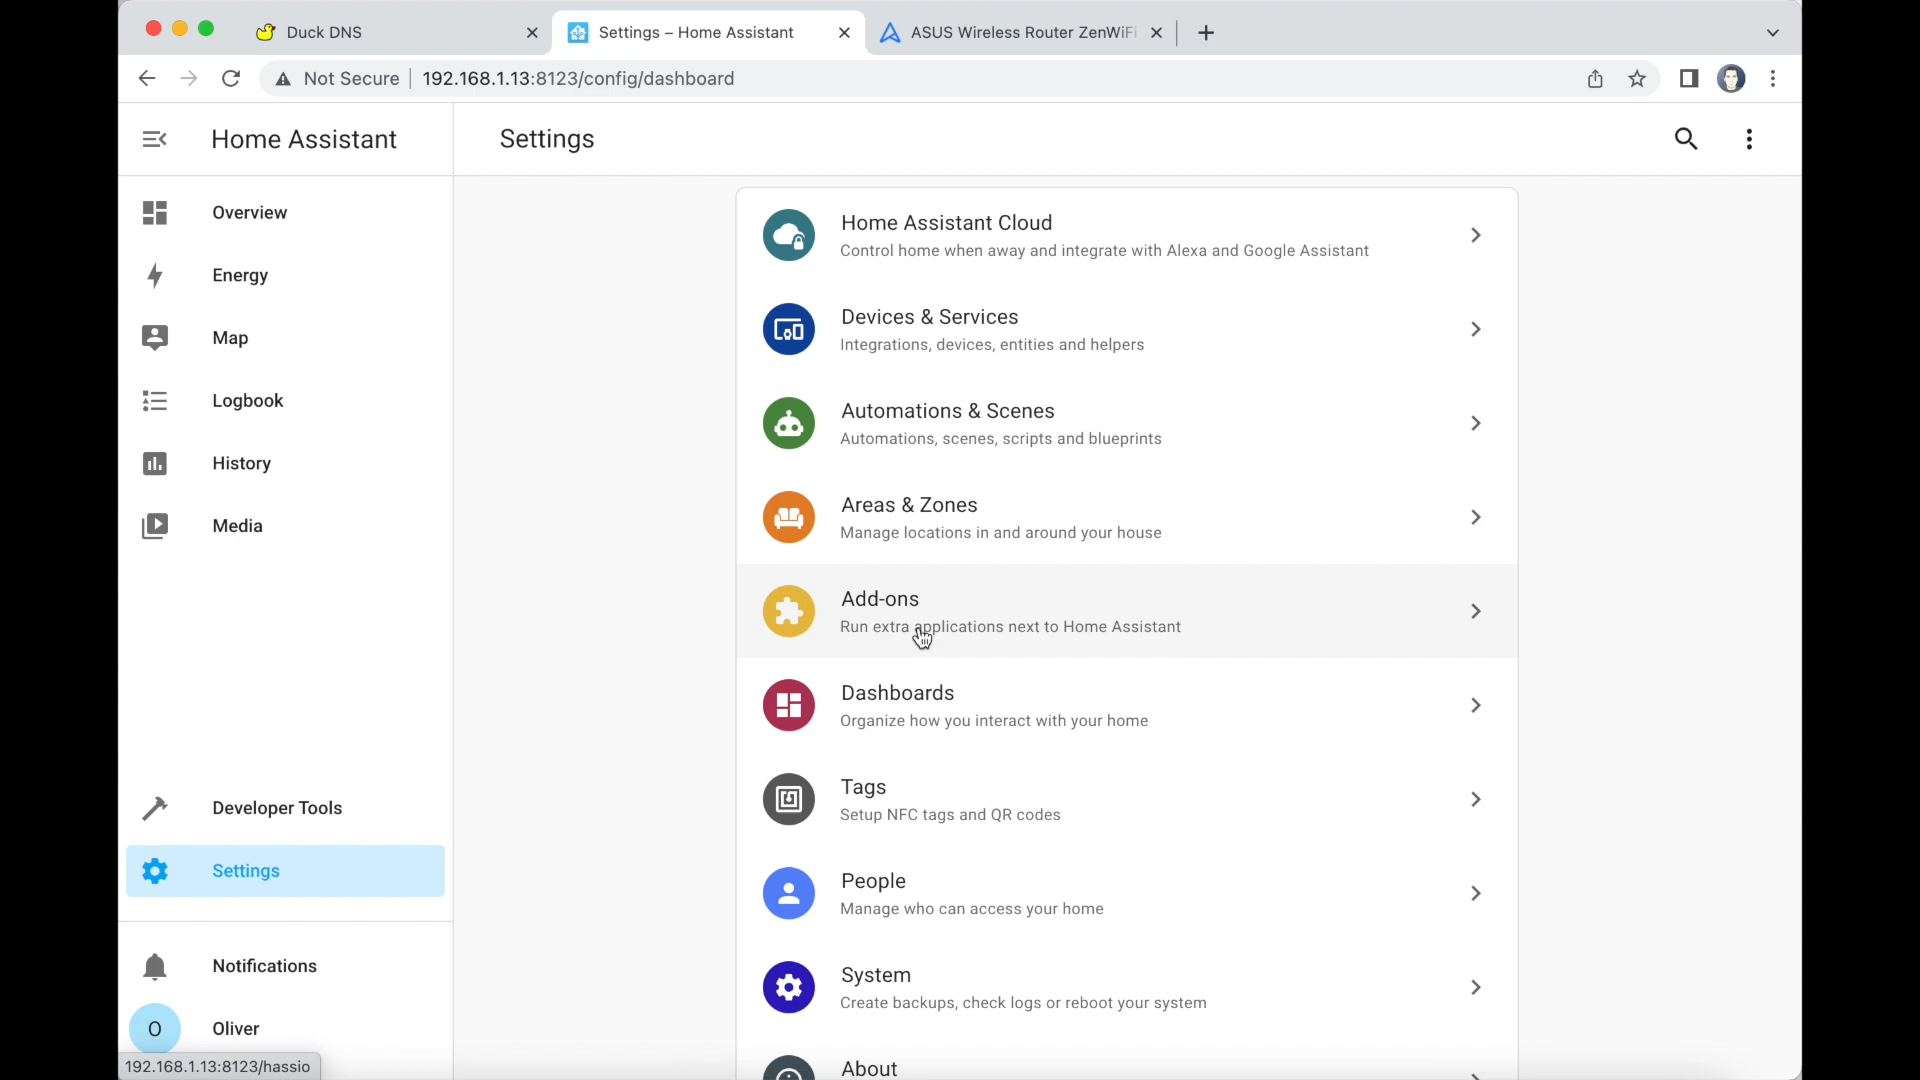 Duck DNS
Settings – Home Assistant
ASUS Wireless Router ZenWiFi
Not Secure
192.168.1.13:8123/config/dashboard
Home Assistant
Settings
Overview
Energy
Map
Logbook
History
Media
Developer Tools
Settings
Notifications
O
Oliver
192.168.1.13:8123/hassio
Home Assistant Cloud
Control home when away and integrate with Alexa and Google Assistant
Devices & Services
Integrations, devices, entities and helpers
Automations & Scenes
Automations, scenes, scripts and blueprints
Areas & Zones
Manage locations in and around your house
Add-ons
Run extra applications next to Home Assistant
Dashboards
Organize how you interact with your home
Tags
Setup NFC tags and QR codes
People
Manage who can access your home
System
Create backups, check logs or reboot your system
About